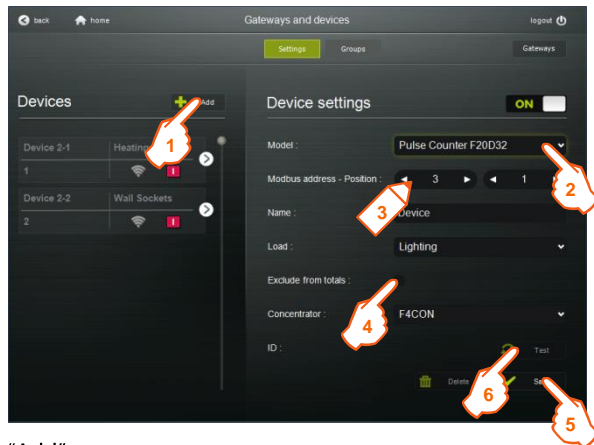 back home Gateways and devices logout
Settings Groups Gateways
Devices Add Device settings ON
1
Device 2-1 Heating Model : Pulse Counter F20D32
1 I
2
Modbus address - Position : 3 1
Device 2-2 Wall Sockets
3
2 I
Name : Device
Load : Lighting
Exclude from totals :
4
Concentrator : F4CON
ID : Test
6
Delete
5